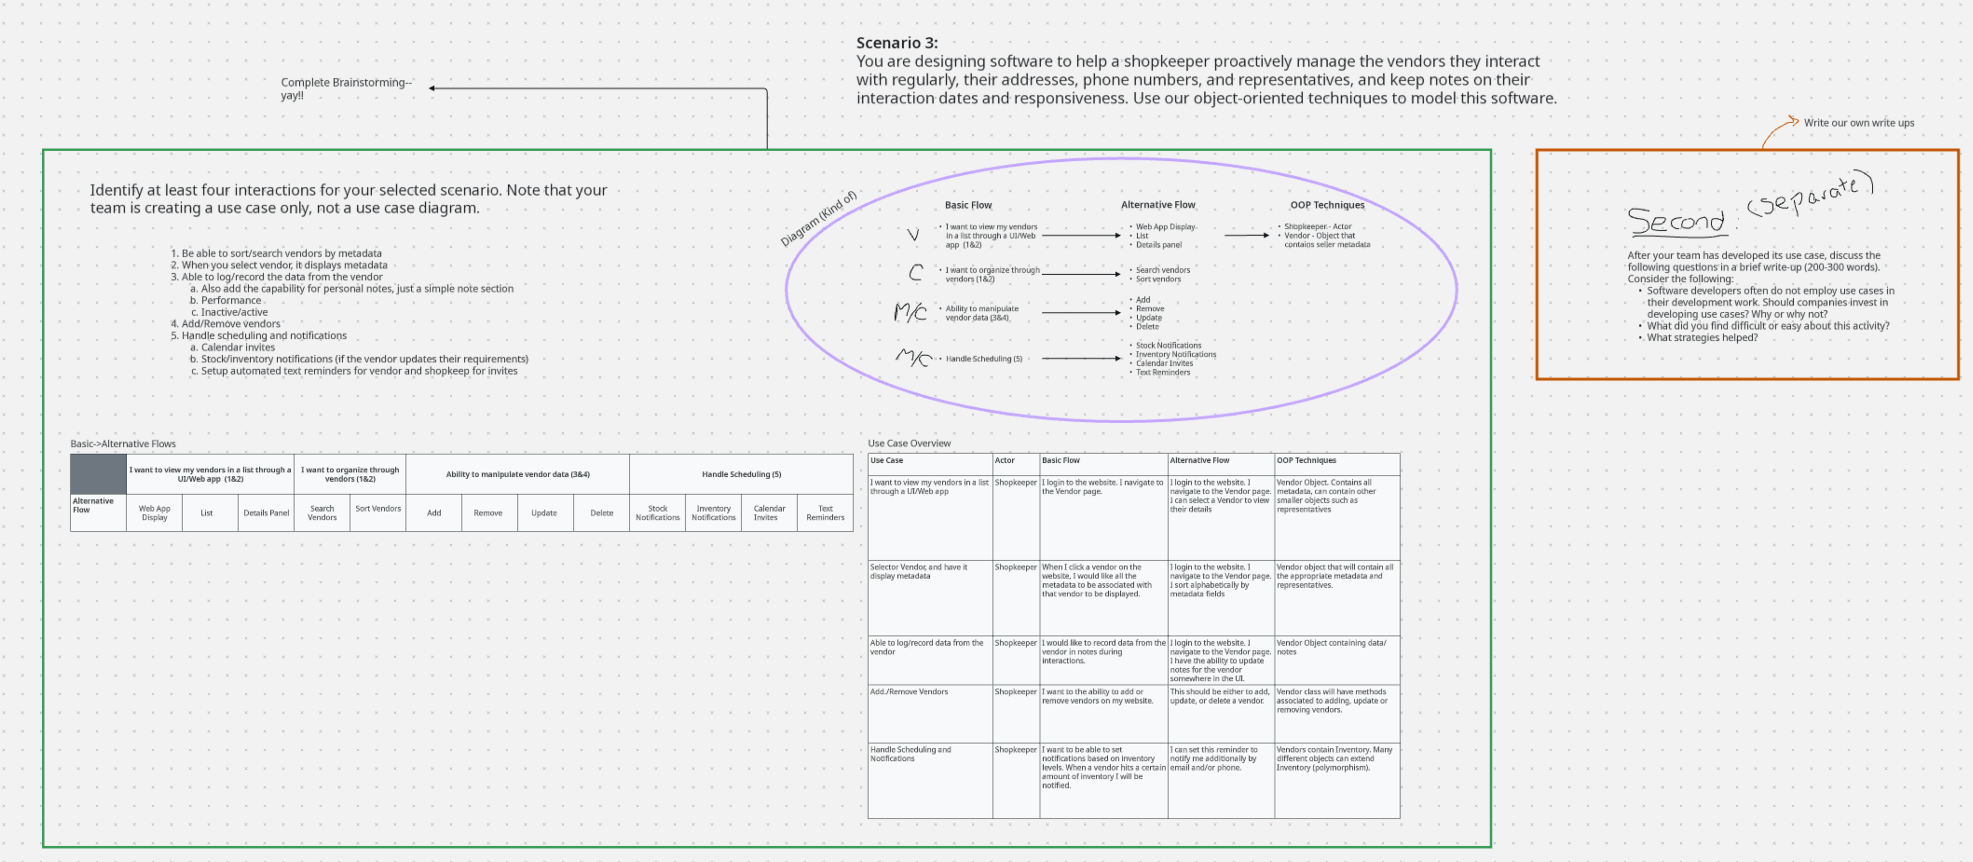 Scenario 3:
You are designing software to help a shopkeeper proactively manage the vendors they interact
with regularly, their addresses, phone numbers, and representatives, and keep notes on their
interaction dates and responsiveness. Use our object-oriented techniques to model this software.
Complete Brainstorming--
yay!!
Write our own write ups
Identify at least four interactions for your selected scenario. Note that your
team is creating a use case only, not a use case diagram.
1. Be able to sort/search vendors by metadata
2. When you select vendor, it displays metadata
3. Able to log/record the data from the vendor
a. Also add the capability for personal notes, just a simple note section
b. Performance
c. Inactive/active
4. Add/Remove vendors
5. Handle scheduling and notifications
a. Calendar invites
b. Stock/inventory notifications (if the vendor updates their requirements)
c. Setup automated text reminders for vendor and shopkeep for invites
Diagram (Kind of)
Basic Flow
V
• I want to view my vendors
in a list through a UI/Web
app (1&2)
C
• I want to organize through
vendors (1&2)
M/C
• Ability to manipulate
vendor data (3&4)
M/C
• Handle Scheduling (5)
Alternative Flow
• Web App Display
• List
• Details panel
• Search vendors
• Sort vendors
• Add
• Remove
• Update
• Delete
• Stock Notifications
• Inventory Notifications
• Calendar Invites
• Text Reminders
OOP Techniques
• Shopkeeper - Actor
• Vendor - Object that
contains seller metadata
Second: (separate)
After your team has developed its use case, discuss the
following questions in a brief write-up (200-300 words).
Consider the following:
• Software developers often do not employ use cases in
their development work. Should companies invest in
developing use cases? Why or why not?
• What did you find difficult or easy about this activity?
• What strategies helped?
Basic->Alternative Flows
I want to view my vendors in a list through a
UI/Web app (1&2)
I want to organize through
vendors (1&2)
Ability to manipulate vendor data (3&4)
Handle Scheduling (5)
Alternative
Flow
Web App
Display
List
Details Panel
Search
Vendors
Sort Vendors
Add
Remove
Update
Delete
Stock
Notifications
Inventory
Notifications
Calendar
Invites
Text
Reminders
Use Case Overview
Use Case
Actor
Basic Flow
Alternative Flow
OOP Techniques
I want to view my vendors in a list
through a UI/Web app
Shopkeeper
I login to the website. I navigate to
the Vendor page.
I login to the website. I
navigate to the Vendor page.
I can select a Vendor to view
their details
Vendor Object. Contains all
metadata, can contain other
smaller objects such as
representatives
Selector Vendor, and have it
display metadata
Shopkeeper
When I click a vendor on the
website, I would like all the
metadata to be associated with
that vendor to be displayed.
I login to the website. I
navigate to the Vendor page.
I sort alphabetically by
metadata fields
Vendor object that will contain all
the appropriate metadata and
representatives.
Able to log/record data from the
vendor
Shopkeeper
I would like to record data from the
vendor in notes during
interactions.
I login to the website. I
navigate to the Vendor page.
I have the ability to update
notes for the vendor
somewhere in the UI.
Vendor Object containing data/
notes
Add./Remove Vendors
Shopkeeper
I want to the ability to add or
remove vendors on my website.
This should be either to add,
update, or delete a vendor.
Vendor class will have methods
associated to adding, update or
removing vendors.
Handle Scheduling and
Notifications
Shopkeeper
I want to be able to set
notifications based on inventory
levels. When a vendor hits a certain
amount of inventory I will be
notified.
I can set this reminder to
notify me additionally by
email and/or phone.
Vendors contain Inventory. Many
different objects can extend
Inventory (polymorphism).